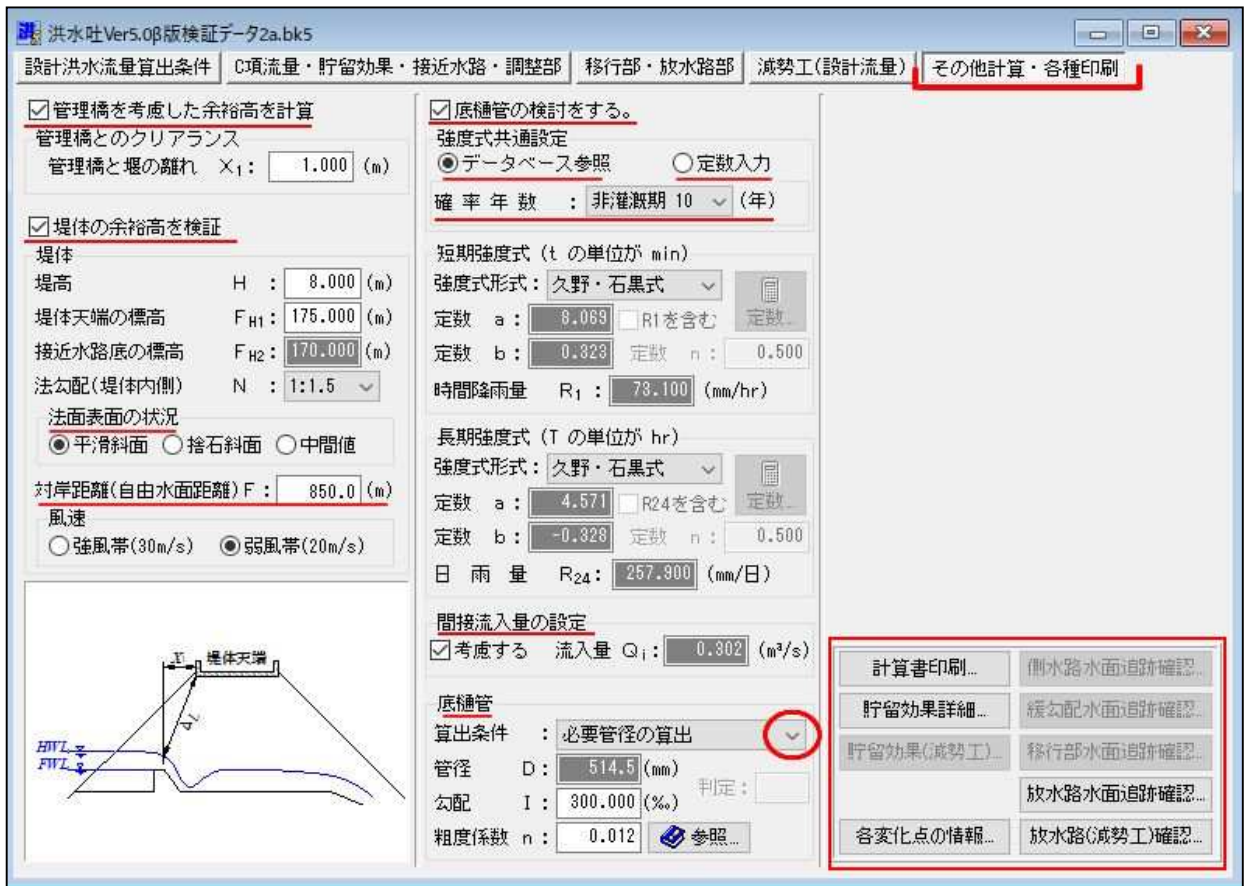 洪水吐Ver5.0β版検証データ2a.bk5
設計洪水流量算出条件 C項流量・貯留効果・接近水路・調整部 移行部・放水路部 減勢工(設計流量) その他計算・各種印刷
管理橋を考慮した余裕高を計算
管理橋とのクリアランス
管理橋と堰の離れ X₁: 1.000 (m)
堤体の余裕高を検証
堤体
堤高 H : 8.000 (m)
堤体天端の標高 F H1: 175.000 (m)
接近水路底の標高 F H2: 170.000 (m)
法勾配(堤体内側) N : 1:1.5
法面表面の状況
平滑斜面 捨石斜面 中間値
対岸距離(自由水面距離) F : 850.0 (m)
風速
強風帯(30m/s) 弱風帯(20m/s)
X1 堤体天端
ΔL
HWL
FWL
底樋管の検討をする。
強度式共通設定
データベース参照 定数入力
確率年数 : 非灌漑期 10 (年)
短期強度式 (t の単位が min)
強度式形式: 久野・石黒式
定数 a: 8.069 R1を含む 定数...
定数 b: 0.323 定数 n: 0.500
時間降雨量 R₁ : 73.100 (mm/hr)
長期強度式 (T の単位が hr)
強度式形式: 久野・石黒式
定数 a: 4.571 R24を含む 定数...
定数 b: -0.328 定数 n: 0.500
日雨量 R₂₄: 257.900 (mm/日)
間接流入量の設定
考慮する 流入量 Qᵢ: 0.302 (m³/s)
底樋管
算出条件 : 必要管径の算出
管径 D: 514.5 (mm) 判定:
勾配 I: 300.000 (‰)
粗度係数 n: 0.012 参照...
計算書印刷... 側水路水面追跡確認...
貯留効果詳細... 緩勾配水面追跡確認...
貯留効果(減勢工)... 移行部水面追跡確認...
放水路水面追跡確認...
各変化点の情報... 放水路(減勢工)確認...